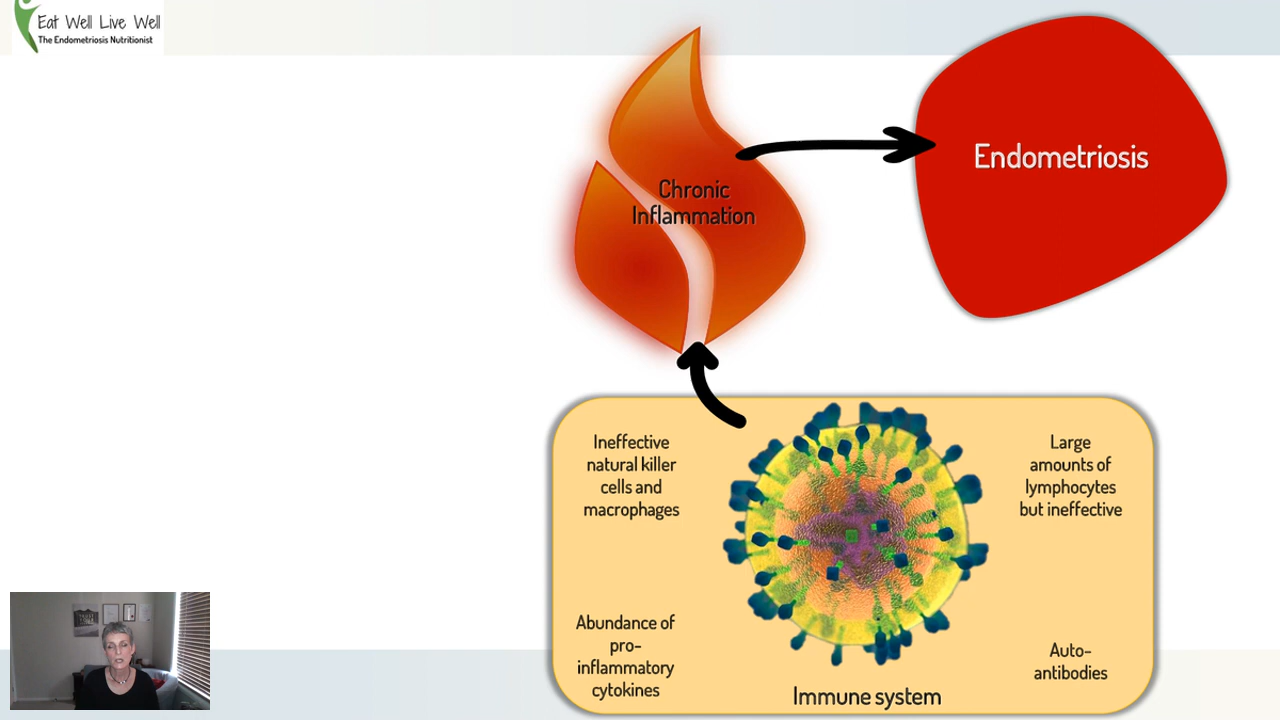 Eat Well Live Well
The Endometriosis Nutritionist
Chronic
Inflammation
Endometriosis
Ineffective
natural killer
cells and
macrophages
Large
amounts of
lymphocytes
but ineffective
Abundance of
pro-
inflammatory
cytokines
Auto-
antibodies
Immune system